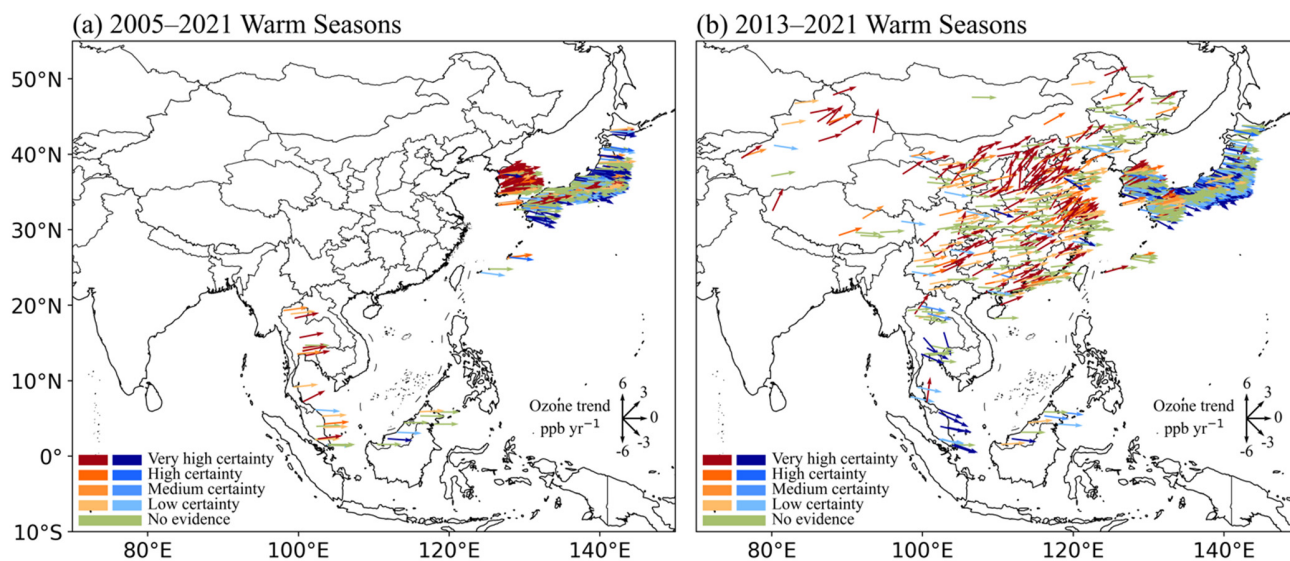 (a) 2005–2021 Warm Seasons
50°N
40°N
30°N
20°N
10°N
0°
10°S
80°E
100°E
120°E
140°E
Ozone trend
ppb yr⁻¹
6
3
0
-3
-6
Very high certainty
High certainty
Medium certainty
Low certainty
No evidence
(b) 2013–2021 Warm Seasons
80°E
100°E
120°E
140°E
Ozone trend
ppb yr⁻¹
6
3
0
-3
-6
Very high certainty
High certainty
Medium certainty
Low certainty
No evidence